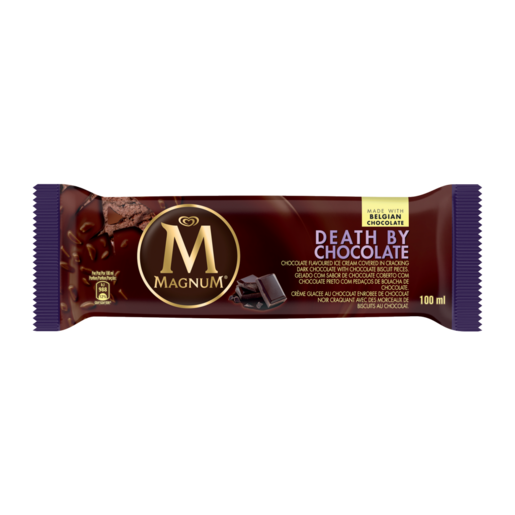 MADE WITH
BELGIAN
CHOCOLATE
DEATH BY
CHOCOLATE
CHOCOLATE FLAVOURED ICE CREAM COVERED IN CRACKING
DARK CHOCOLATE WITH CHOCOLATE BISCUIT PIECES.
GELADO COM SABOR DE CHOCOLATE COBERTO COM
CHOCOLATE PRETO COM PEDAÇOS DE BOLACHA DE
CHOCOLATE.
CRÈME GLACEE AU CHOCOLAT ENROBEE DE CHOCOLAT
NOIR CRAQUANT AVEC DES MORCEAUX DE
BISCUITS AU CHOCOLAT.
100 ml
M
MAGNUM